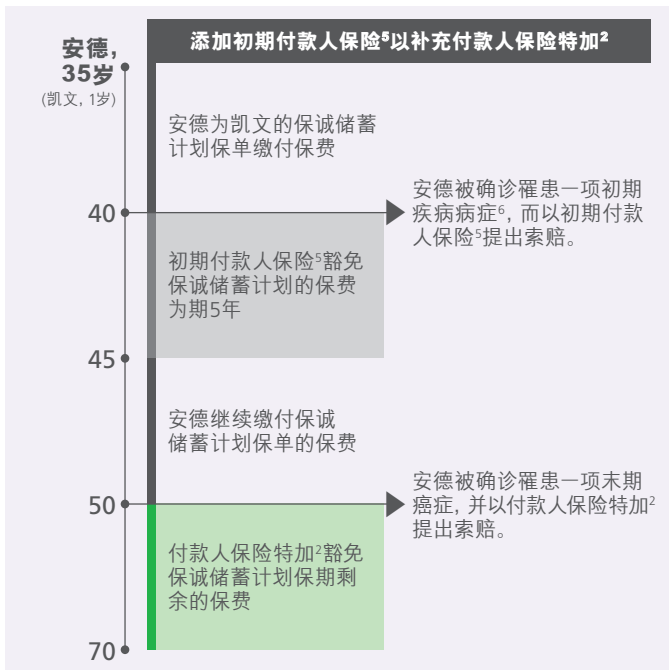 添加初期付款人保险⁵以补充付款人保险特加²
安德,
35岁
(凯文, 1岁)
安德为凯文的保诚储蓄
计划保单缴付保费
40
安德被确诊罹患一项初期
疾病病症⁶, 而以初期付款
人保险⁵提出索赔。
初期付款人保险⁵豁免
保诚储蓄计划的保费
为期5年
45
安德继续缴付保诚
储蓄计划保单的保费
50
安德被确诊罹患一项末期
癌症, 并以付款人保险特加²
提出索赔。
付款人保险特加²豁免
保诚储蓄计划保期剩
余的保费
70